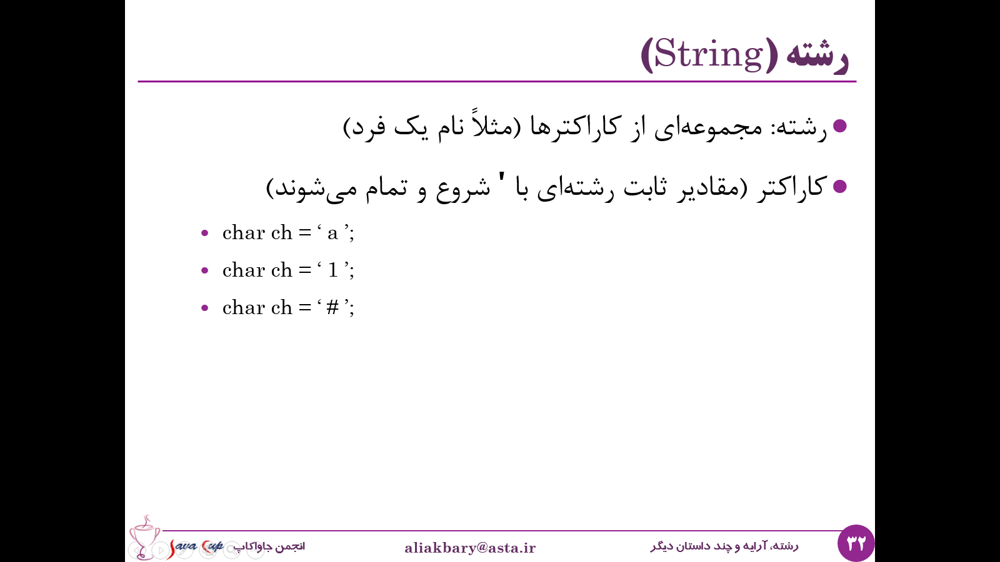 رشته (String)
رشته: مجموعه‌ای از کاراکترها (مثلاً نام یک فرد)
کاراکتر (مقادیر ثابت رشته‌ای با ' شروع و تمام می‌شوند)
char ch = ‘ a ’;
char ch = ‘ 1 ’;
char ch = ‘ # ’;
۳۲
رشته، آرایه و چند داستان دیگر
aliakbary@asta.ir
انجمن جاواکاپ
Java Cup